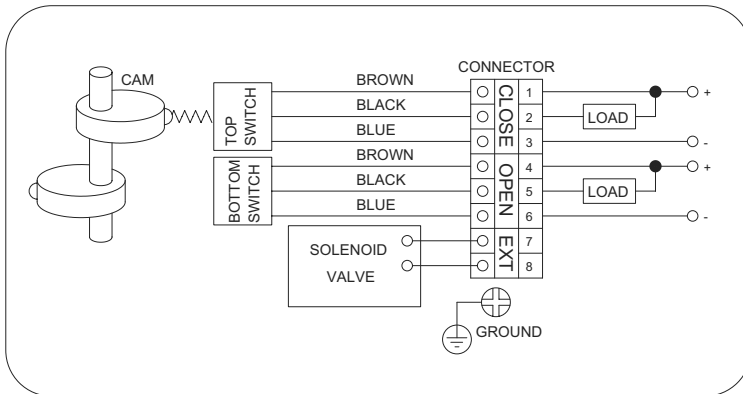 CAM
TOP
SWITCH
BROWN
BLACK
BLUE
BOTTOM
SWITCH
BROWN
BLACK
BLUE
SOLENOID
VALVE
CONNECTOR
CLOSE
OPEN
EXT
1
2
3
4
5
6
7
8
LOAD
+
-
LOAD
+
-
GROUND